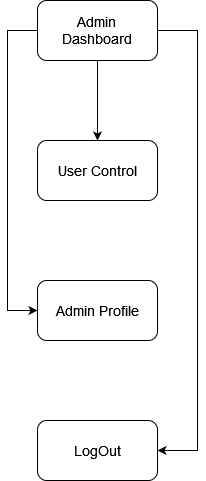 Admin
Dashboard
User Control
Admin Profile
LogOut